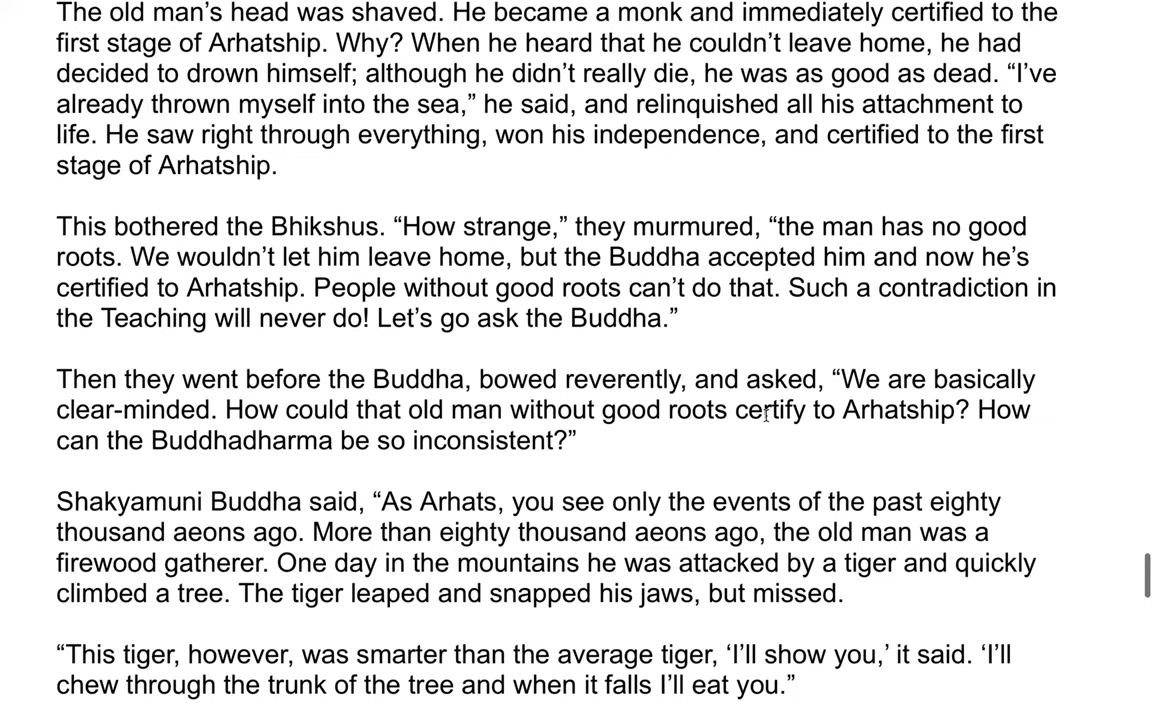 The old man’s head was shaved. He became a monk and immediately certified to the
first stage of Arhatship. Why? When he heard that he couldn’t leave home, he had
decided to drown himself; although he didn’t really die, he was as good as dead. “I’ve
already thrown myself into the sea,” he said, and relinquished all his attachment to
life. He saw right through everything, won his independence, and certified to the first
stage of Arhatship.
This bothered the Bhikshus. “How strange,” they murmured, “the man has no good
roots. We wouldn’t let him leave home, but the Buddha accepted him and now he’s
certified to Arhatship. People without good roots can’t do that. Such a contradiction in
the Teaching will never do! Let’s go ask the Buddha.”
Then they went before the Buddha, bowed reverently, and asked, “We are basically
clear-minded. How could that old man without good roots certify to Arhatship? How
can the Buddhadharma be so inconsistent?”
Shakyamuni Buddha said, “As Arhats, you see only the events of the past eighty
thousand aeons ago. More than eighty thousand aeons ago, the old man was a
firewood gatherer. One day in the mountains he was attacked by a tiger and quickly
climbed a tree. The tiger leaped and snapped his jaws, but missed.
“This tiger, however, was smarter than the average tiger, ‘I’ll show you,’ it said. ‘I’ll
chew through the trunk of the tree and when it falls I’ll eat you.”